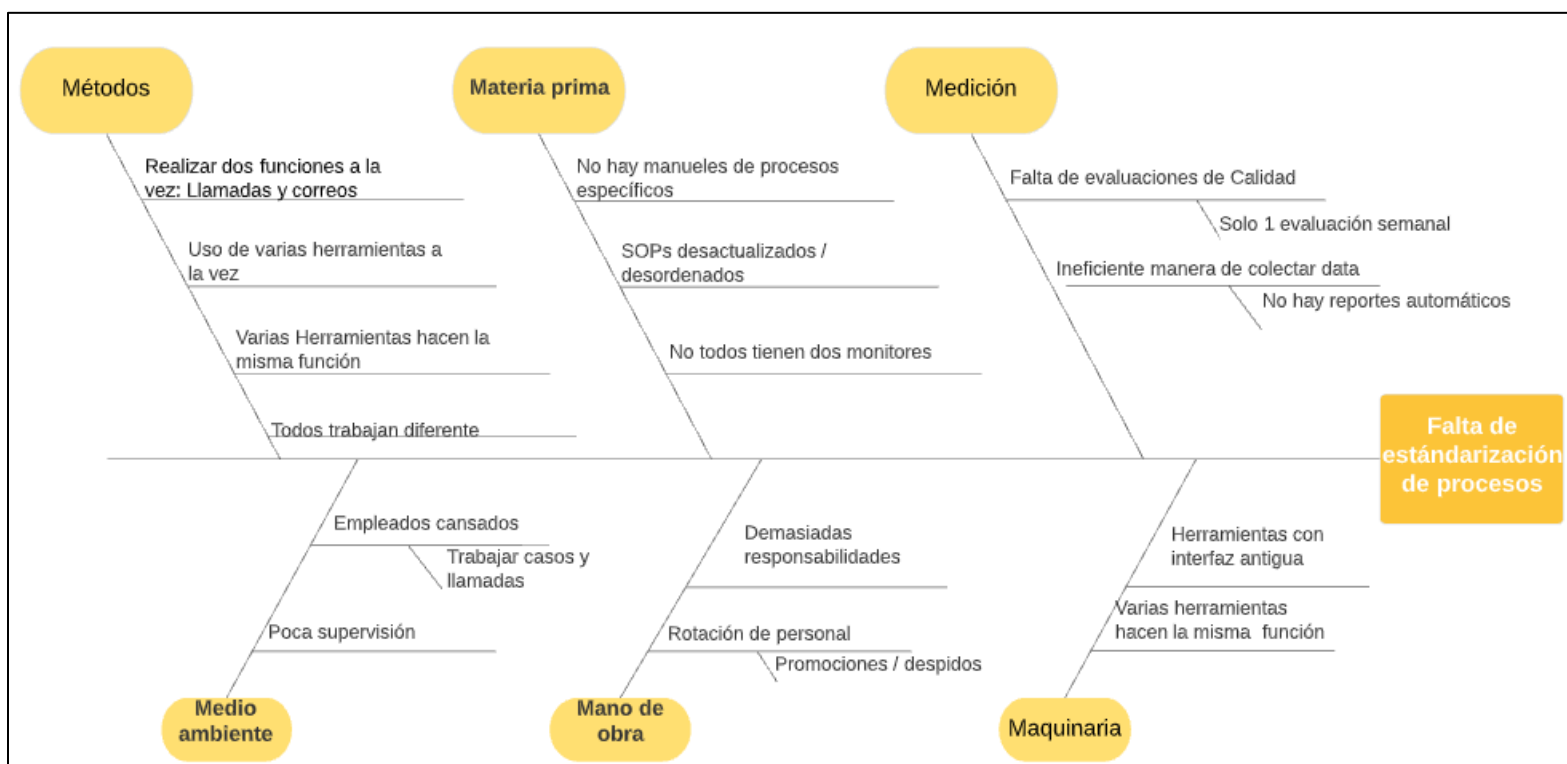 Métodos
Materia prima
Medición
Realizar dos funciones a la
vez: Llamadas y correos
Uso de varias herramientas a
la vez
Varias Herramientas hacen la
misma función
Todos trabajan diferente
No hay manueles de procesos
específicos
SOPs desactualizados /
desordenados
No todos tienen dos monitores
Falta de evaluaciones de Calidad
Solo 1 evaluación semanal
Ineficiente manera de colectar data
No hay reportes automáticos
Falta de
estándarización
de procesos
Empleados cansados
Trabajar casos y
llamadas
Poca supervisión
Demasiadas
responsabilidades
Rotación de personal
Promociones / despidos
Herramientas con
interfaz antigua
Varias herramientas
hacen la misma función
Medio
ambiente
Mano de
obra
Maquinaria